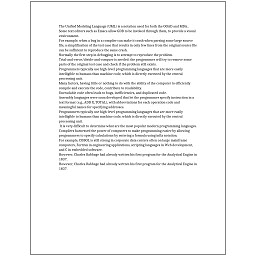 The Unified Modeling Language (UML) is a notation used for both the OOAD and MDA.
Some text editors such as Emacs allow GDB to be invoked through them, to provide a visual
environment.
For example, when a bug in a compiler can make it crash when parsing some large source
file, a simplification of the test case that results in only few lines from the original source file
can be sufficient to reproduce the same crash.
Normally the first step in debugging is to attempt to reproduce the problem.
Trial-and-error/divide-and-conquer is needed: the programmer will try to remove some
parts of the original test case and check if the problem still exists.
Programmers typically use high-level programming languages that are more easily
intelligible to humans than machine code, which is directly executed by the central
processing unit.
Many factors, having little or nothing to do with the ability of the computer to efficiently
compile and execute the code, contribute to readability.
Unreadable code often leads to bugs, inefficiencies, and duplicated code.
Assembly languages were soon developed that let the programmer specify instruction in a
text format (e.g., ADD X, TOTAL), with abbreviations for each operation code and
meaningful names for specifying addresses.
Programmers typically use high-level programming languages that are more easily
intelligible to humans than machine code, which is directly executed by the central
processing unit.
It is very difficult to determine what are the most popular modern programming languages.
Compilers harnessed the power of computers to make programming easier by allowing
programmers to specify calculations by entering a formula using infix notation.
For example, COBOL is still strong in corporate data centers often on large mainframe
computers, Fortran in engineering applications, scripting languages in Web development,
and C in embedded software.
However, Charles Babbage had already written his first program for the Analytical Engine in
1837.
However, Charles Babbage had already written his first program for the Analytical Engine in
1837.